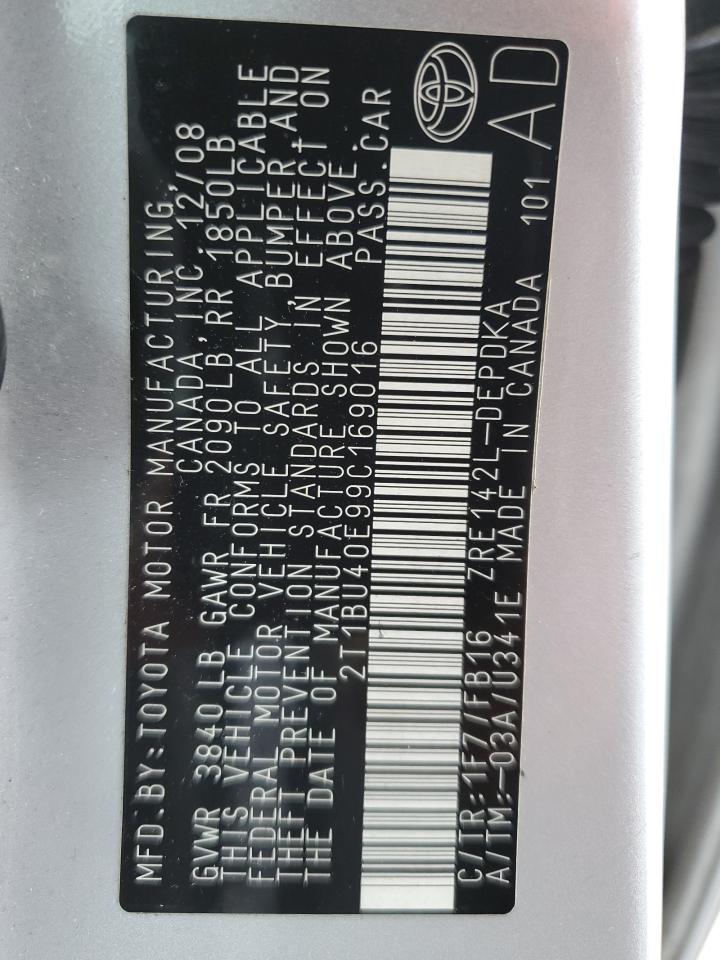 MFD.BY:TOYOTA MOTOR MANUFACTURING,
CANADA, INC. 12/08
GVWR 3840LB GAWR FR 2090LB, RR 1850LB
THIS VEHICLE CONFORMS TO ALL APPLICABLE
FEDERAL MOTOR VEHICLE SAFETY, BUMPER AND
THEFT PREVENTION STANDARDS IN EFFECT ON
THE DATE OF MANUFACTURE SHOWN ABOVE.
2T1BU40E99C169016 PASS.CAR
C/TR:1F7/FB16 ZRE142L-DEPDKA
A/TM:-03A/U341E MADE IN CANADA 101 AD